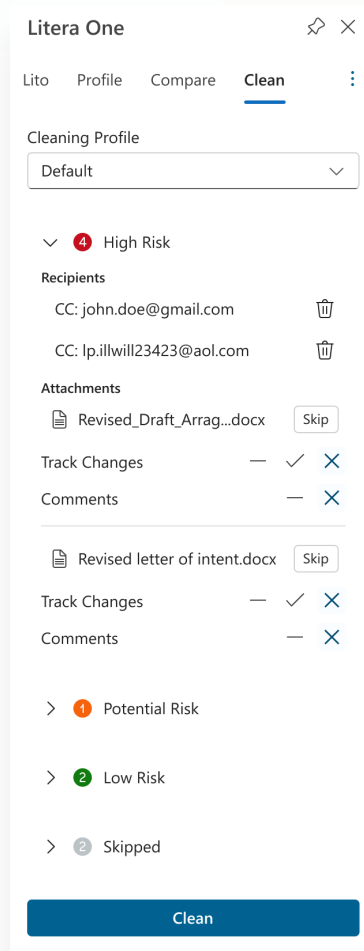 Litera One
Lito Profile Compare Clean
Cleaning Profile
Default
4 High Risk
Recipients
CC: john.doe@gmail.com
CC: lp.illwill23423@aol.com
Attachments
Revised_Draft_Arrag...docx Skip
Track Changes
Comments
Revised letter of intent.docx Skip
Track Changes
Comments
1 Potential Risk
2 Low Risk
2 Skipped
Clean